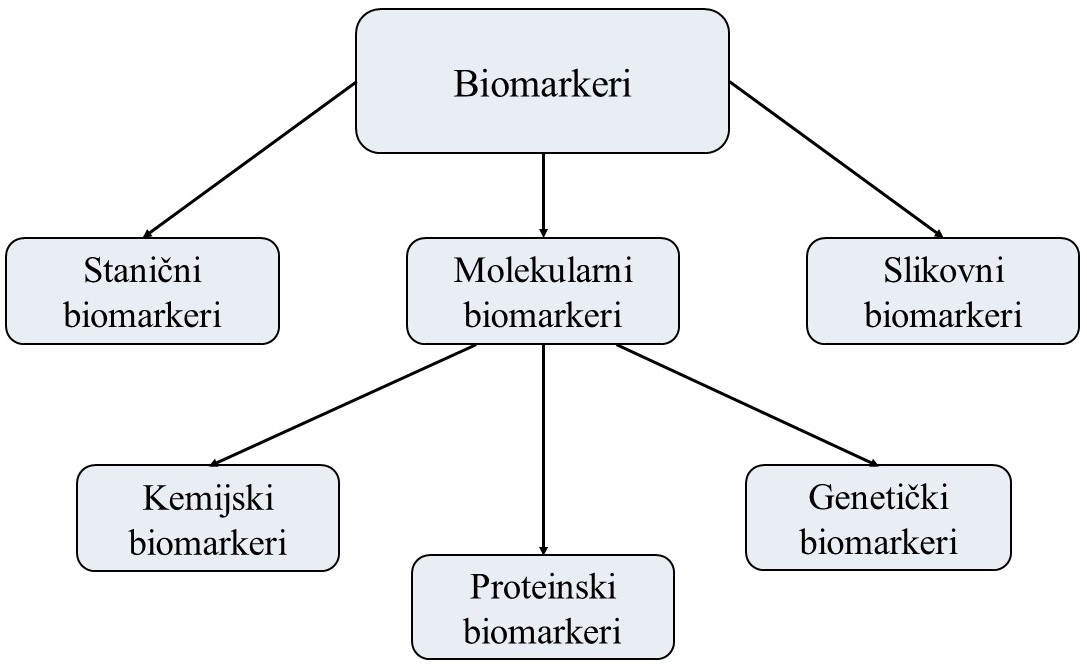 Biomarkeri
Stanični
biomarkeri
Molekularni
biomarkeri
Slikovni
biomarkeri
Kemijski
biomarkeri
Proteinski
biomarkeri
Genetički
biomarkeri